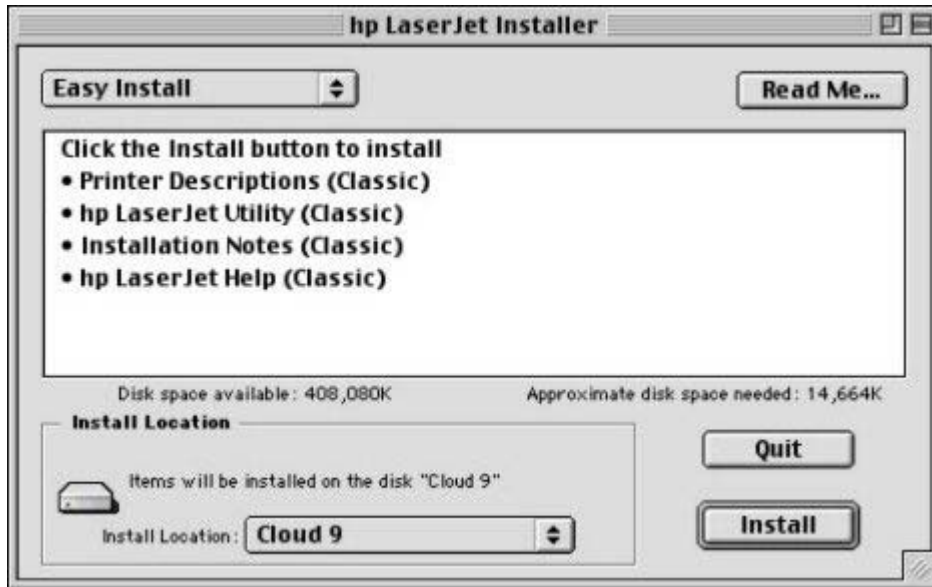 hp LaserJet Installer
Easy Install
Read Me...
Click the Install button to install
• Printer Descriptions (Classic)
• hp LaserJet Utility (Classic)
• Installation Notes (Classic)
• hp LaserJet Help (Classic)
Disk space available: 408,080K
Approximate disk space needed: 14,664K
Install Location
Items will be installed on the disk "Cloud 9"
Install Location: Cloud 9
Quit
Install